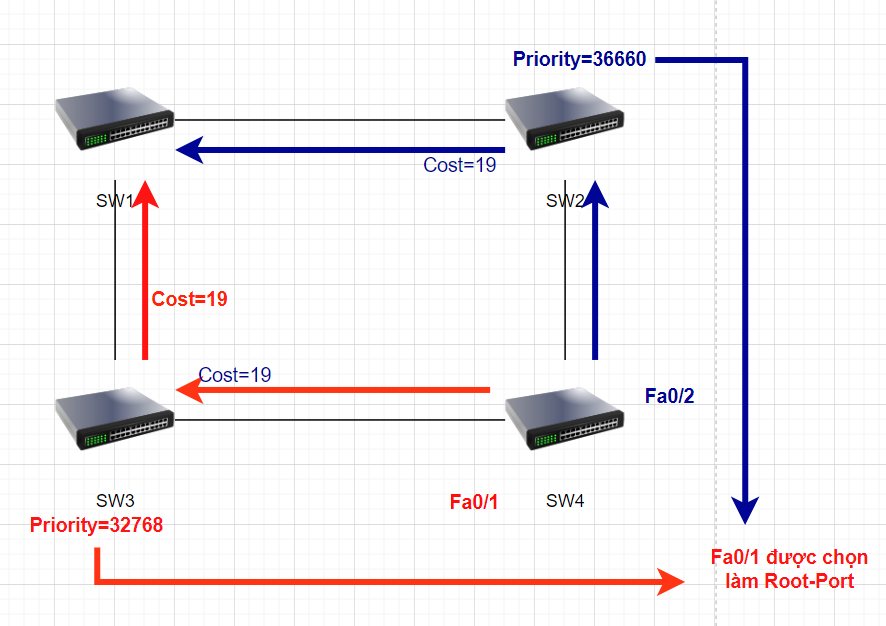 Priority=36660
Cost=19
SW1
SW2
Cost=19
Cost=19
Fa0/2
SW3
Fa0/1
SW4
Priority=32768
Fa0/1 được chọn
làm Root-Port